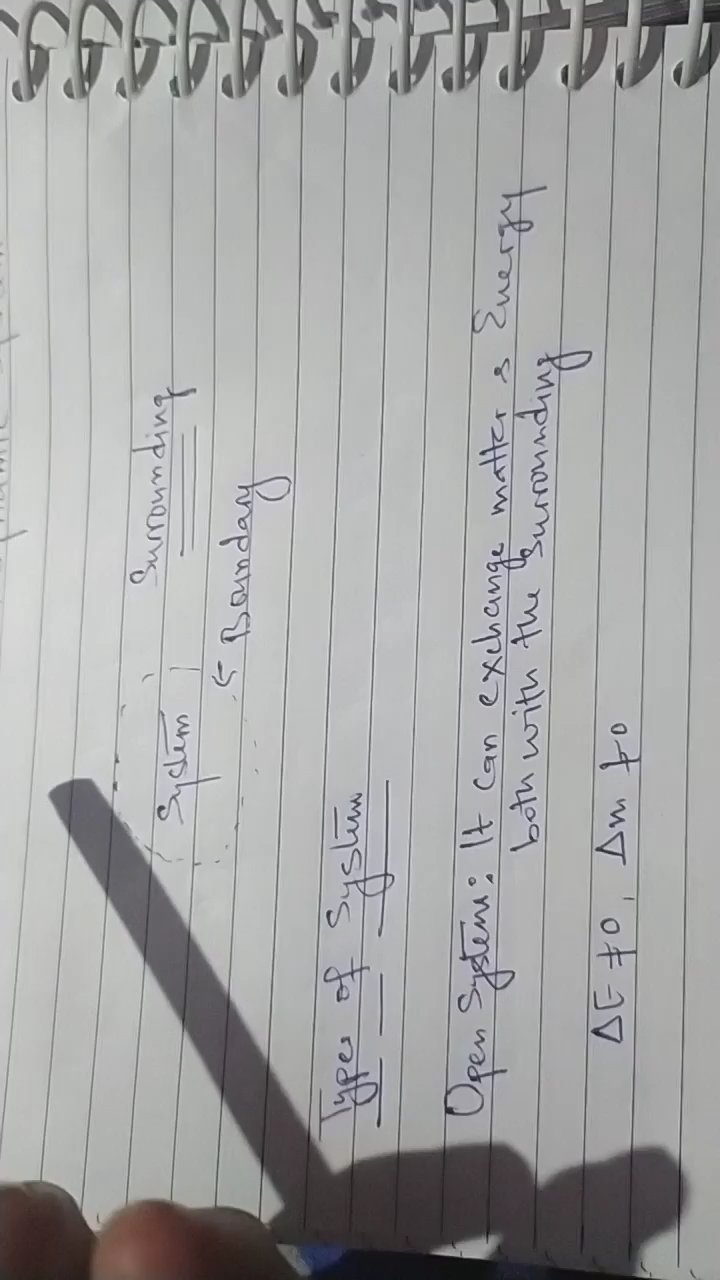 System Surrounding
← Boundary
Types of System
Open System: It can exchange matter & Energy
both with the surrounding
ΔE ≠ 0, Δm ≠ 0